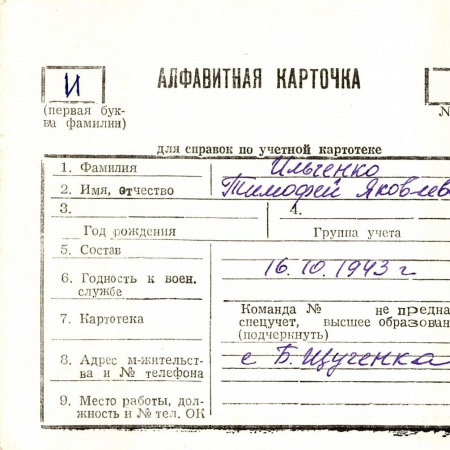 И
АЛФАВИТНАЯ КАРТОЧКА
(первая бук-
ва фамилии)
№
для справок по учетной картотеке
1. Фамилия Ильченко
2. Имя, отчество Тимофей Яковлев
3. 4.
Год рождения Группа учета
5. Состав
16.10.1943 г
6. Годность к воен.
службе
Команда № не предна
7. Картотека спецучет, высшее образован
(подчеркнуть)
8. Адрес м-жительст-
ва и № телефона с Б. Щученка
9. Место работы, дол-
жность и № тел. ОК